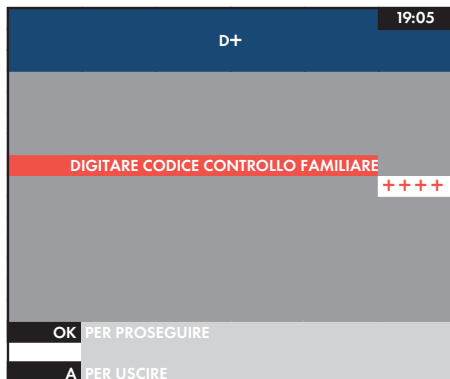 19:05
D+
DIGITARE CODICE CONTROLLO FAMILIARE
++++
OK PER PROSEGUIRE
A PER USCIRE